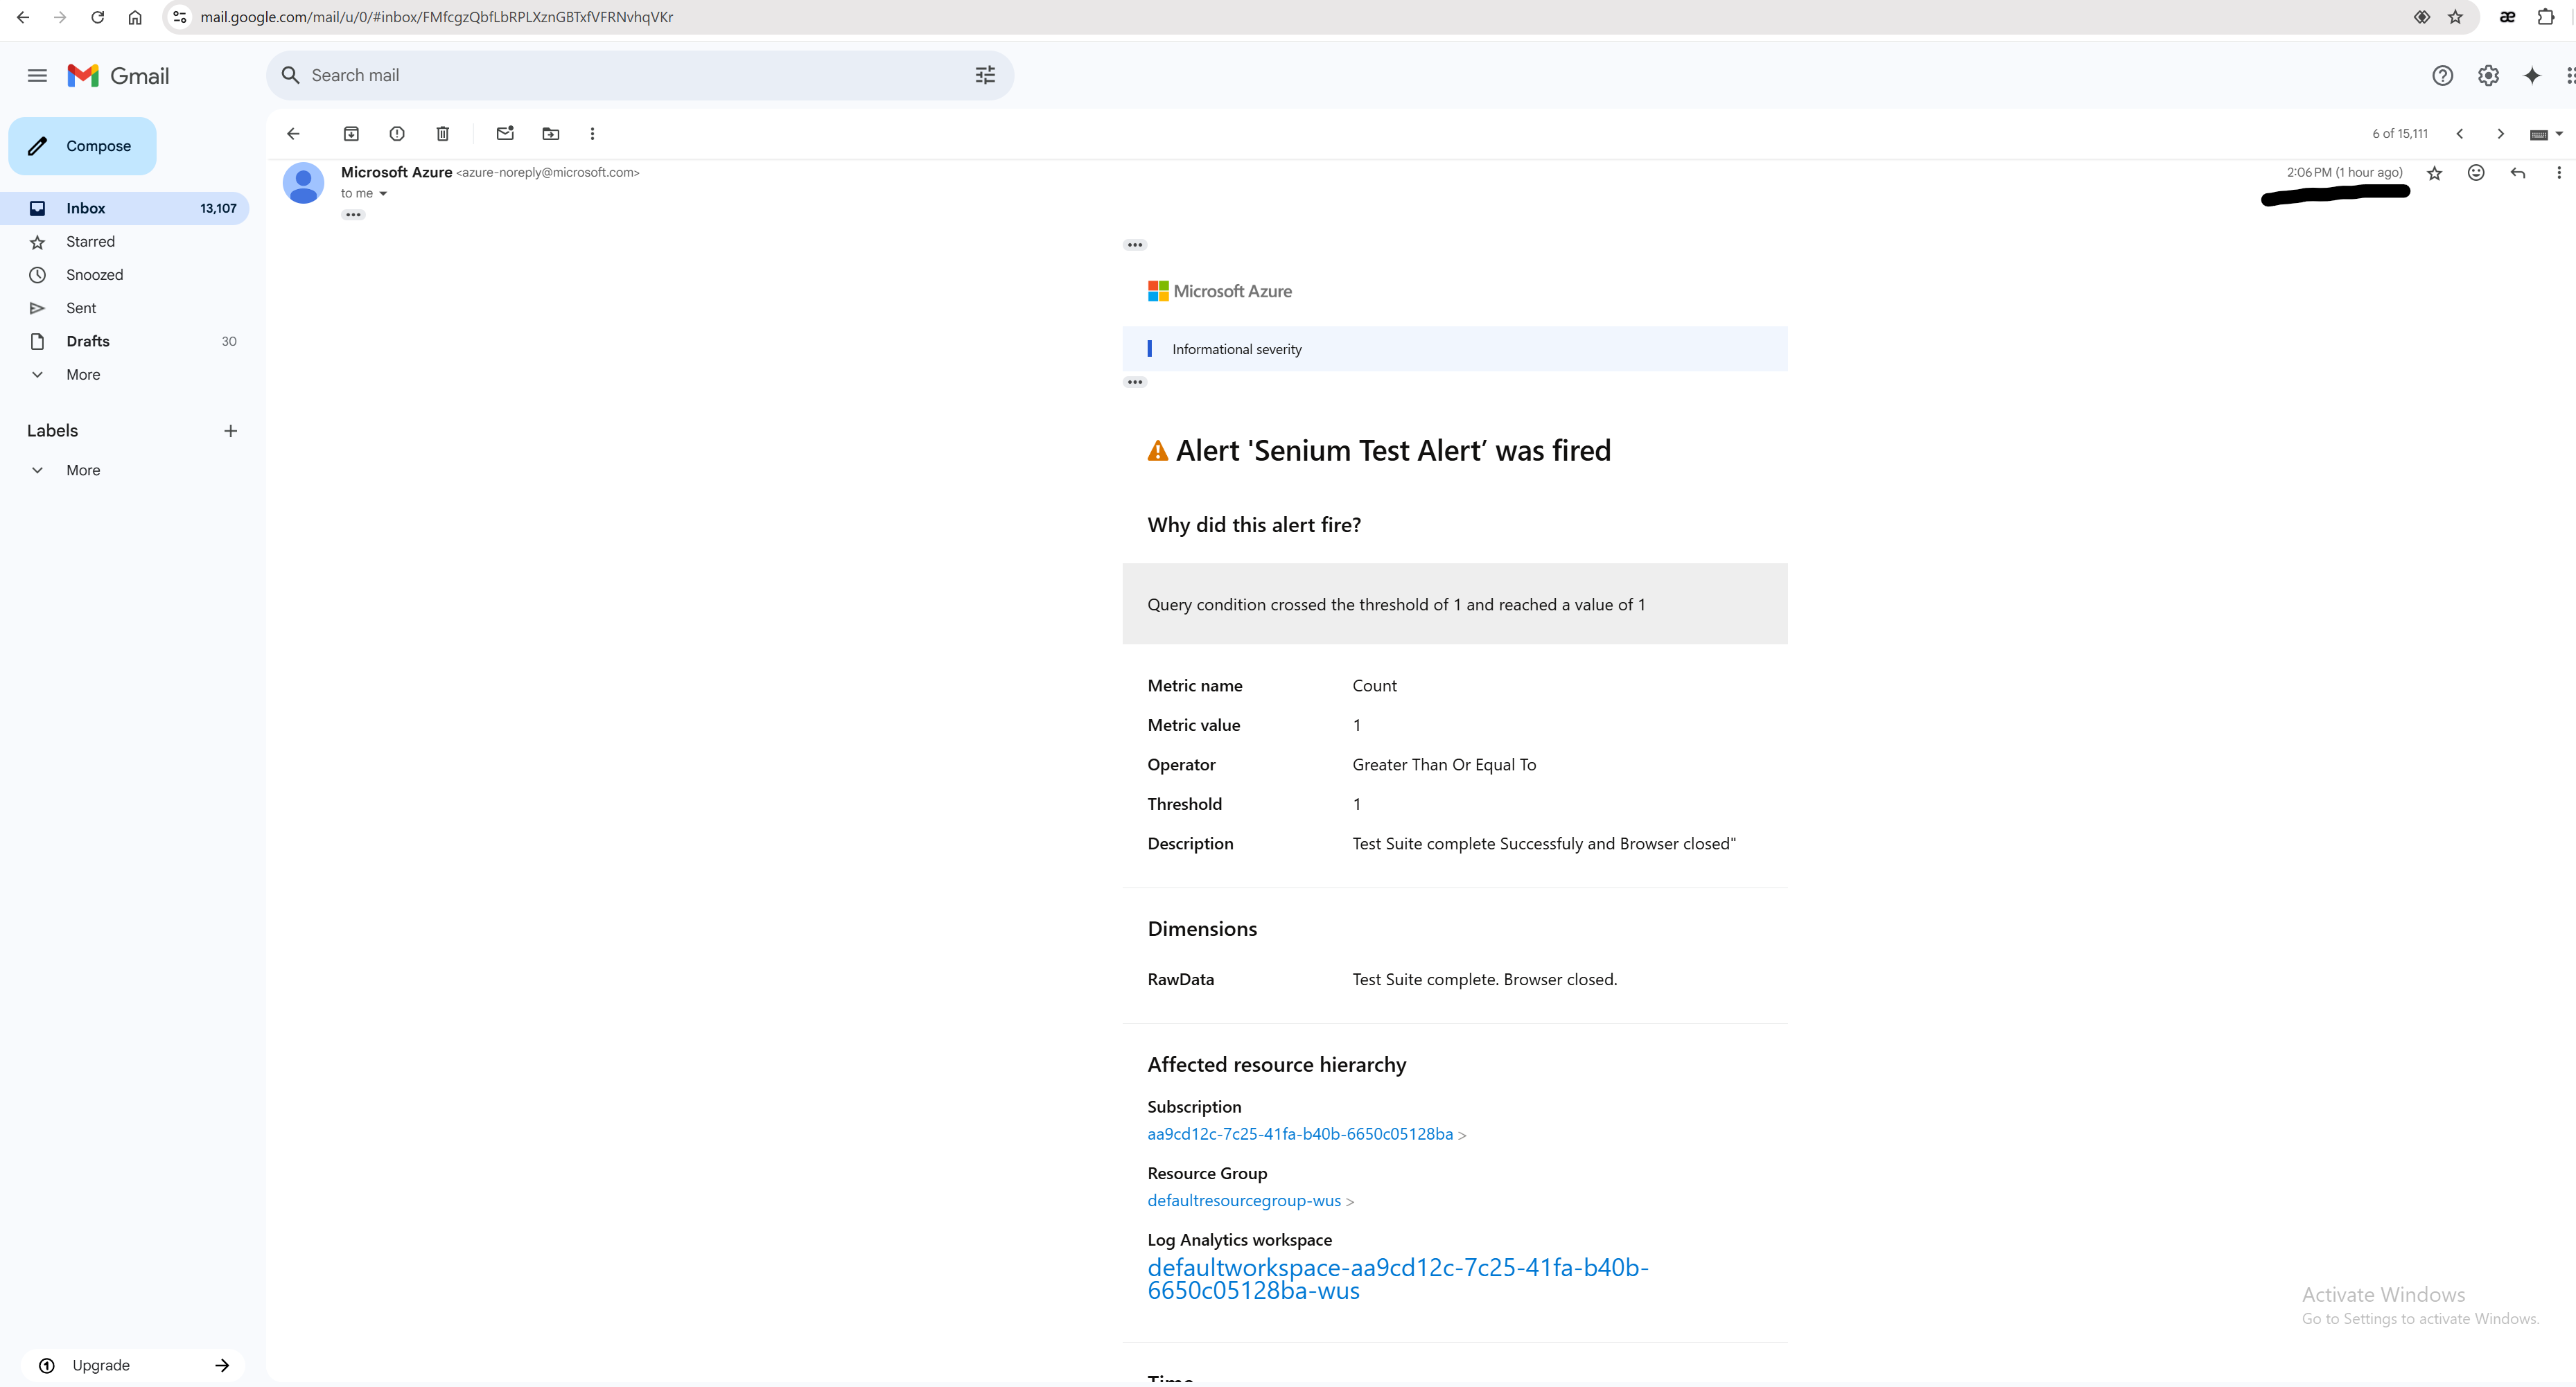 mail.google.com/mail/u/0/#inbox/FMfcgzQbfLbRPLXznGBTxfVFRNvhqVKr
Gmail
Search mail
Compose
6 of 15,111
Microsoft Azure <azure-noreply@microsoft.com>
2:06 PM (1 hour ago)
to me
Inbox 13,107
Starred
Snoozed
Sent
Drafts 30
More
Labels
More
Microsoft Azure
Informational severity
Alert 'Senium Test Alert’ was fired
Why did this alert fire?
Query condition crossed the threshold of 1 and reached a value of 1
Metric name Count
Metric value 1
Operator Greater Than Or Equal To
Threshold 1
Description Test Suite complete Successfuly and Browser closed"
Dimensions
RawData Test Suite complete. Browser closed.
Affected resource hierarchy
Subscription
aa9cd12c-7c25-41fa-b40b-6650c05128ba >
Resource Group
defaultresourcegroup-wus >
Log Analytics workspace
defaultworkspace-aa9cd12c-7c25-41fa-b40b-
6650c05128ba-wus
Time
Activate Windows
Go to Settings to activate Windows.
Upgrade